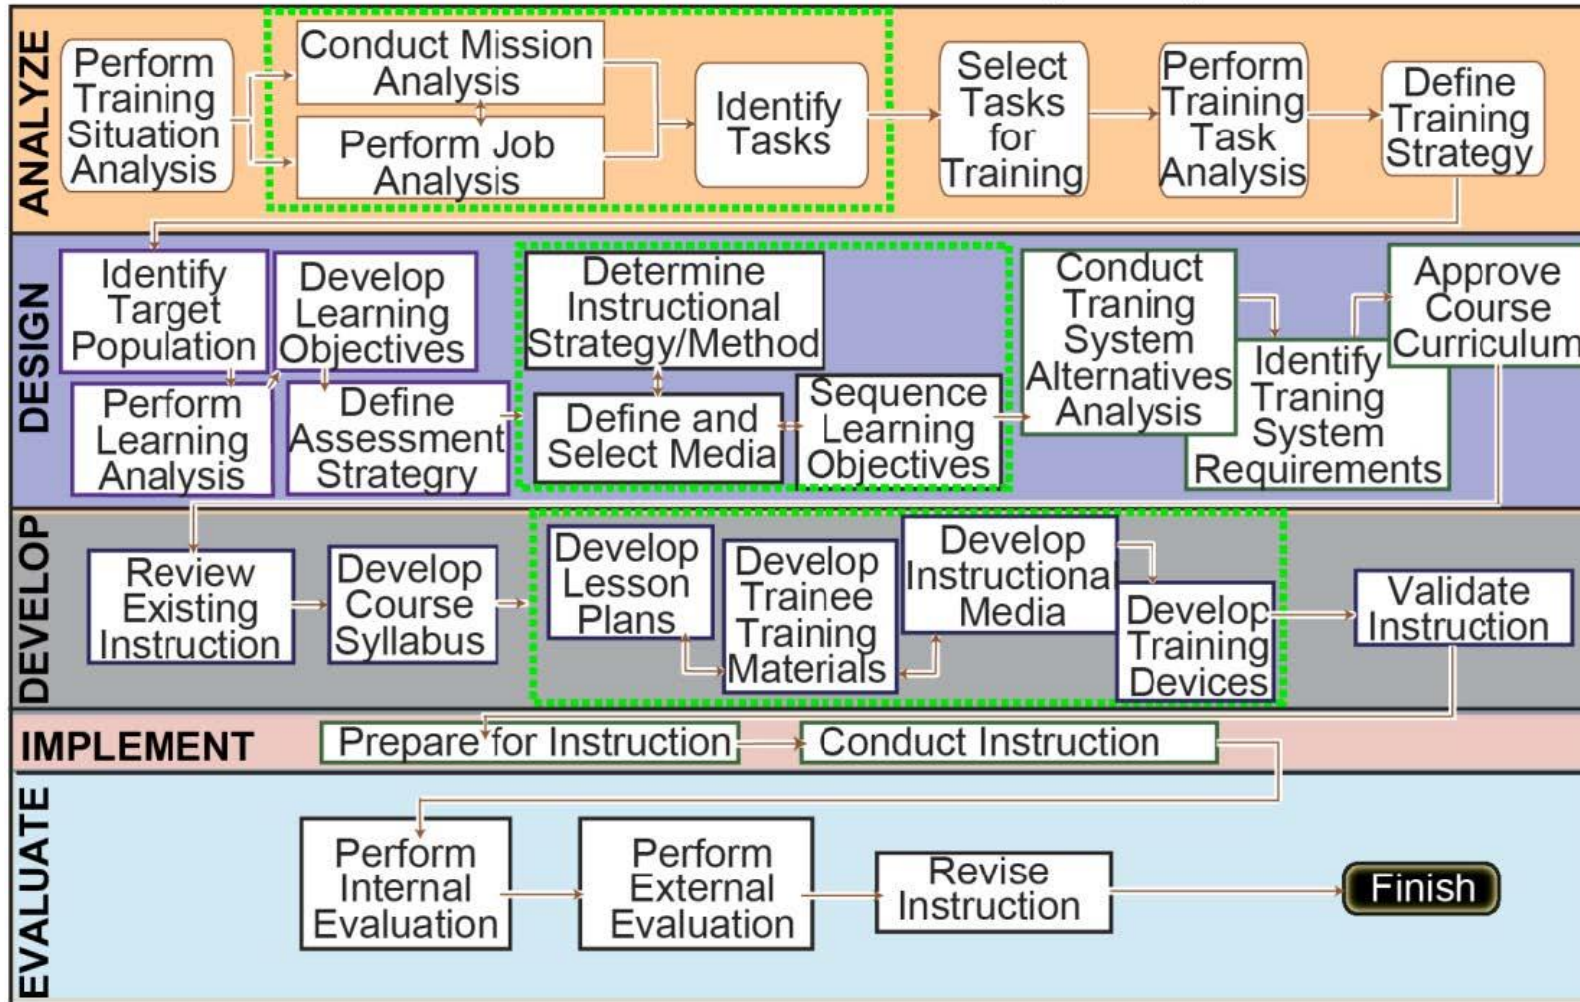 ANALYZE
Perform
Training
Situation
Analysis
Conduct Mission
Analysis
Perform Job
Analysis
Identify
Tasks
Select
Tasks
for
Training
Perform
Training
Task
Analysis
Define
Training
Strategy
DESIGN
Identify
Target
Population
Perform
Learning
Analysis
Develop
Learning
Objectives
Define
Assessment
Strategry
Determine
Instructional
Strategy/Method
Define and
Select Media
Sequence
Learning
Objectives
Conduct
Traning
System
Alternatives
Analysis
Identify
Traning
System
Requirements
Approve
Course
Curriculum
DEVELOP
Review
Existing
Instruction
Develop
Course
Syllabus
Develop
Lesson
Plans
Develop
Trainee
Training
Materials
Develop
Instructional
Media
Develop
Training
Devices
Validate
Instruction
IMPLEMENT
Prepare for Instruction
Conduct Instruction
EVALUATE
Perform
Internal
Evaluation
Perform
External
Evaluation
Revise
Instruction
Finish